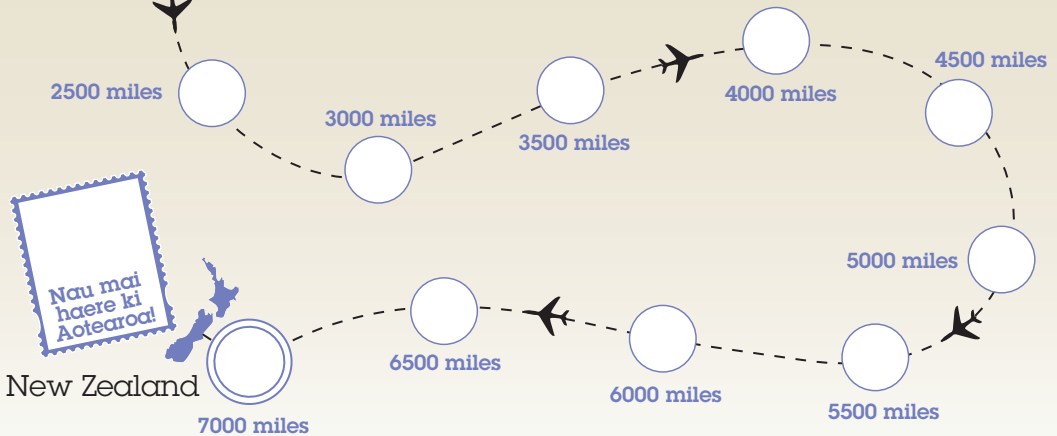 2500 miles
3000 miles
3500 miles
4000 miles
4500 miles
5000 miles
5500 miles
6000 miles
6500 miles
7000 miles
Nau mai
haere ki
Aotearoa!
New Zealand